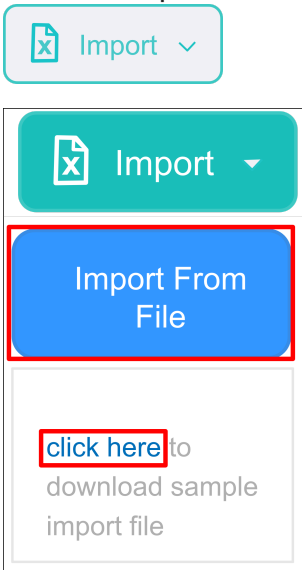 Import
Import
Import From
File
click here to
download sample
import file